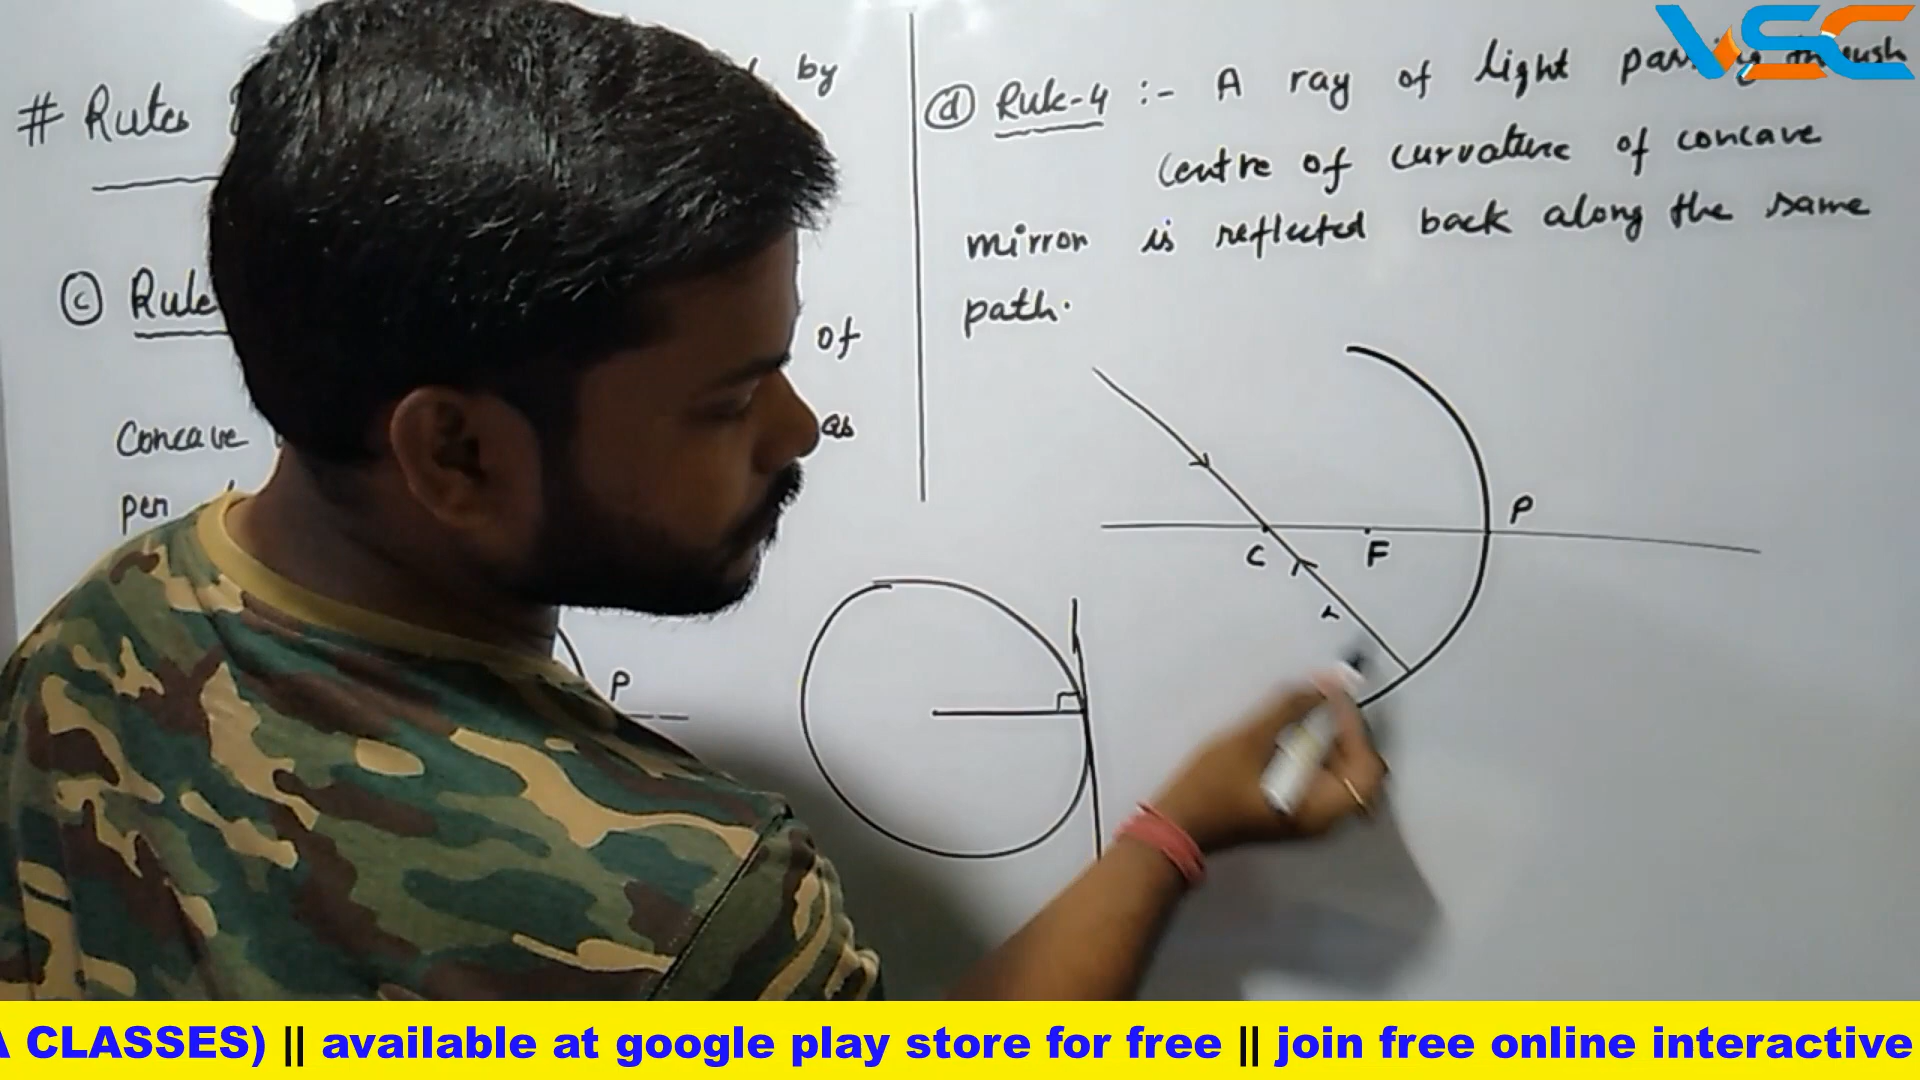 # Rules by
C Rule
of
Concave as
per
P
d Rule-4 :- A ray of light through
Centre of curvature of concave
mirror is reflected back along the same
path.
P
C F
r
VSC
A CLASSES) || available at google play store for free || join free online interactive